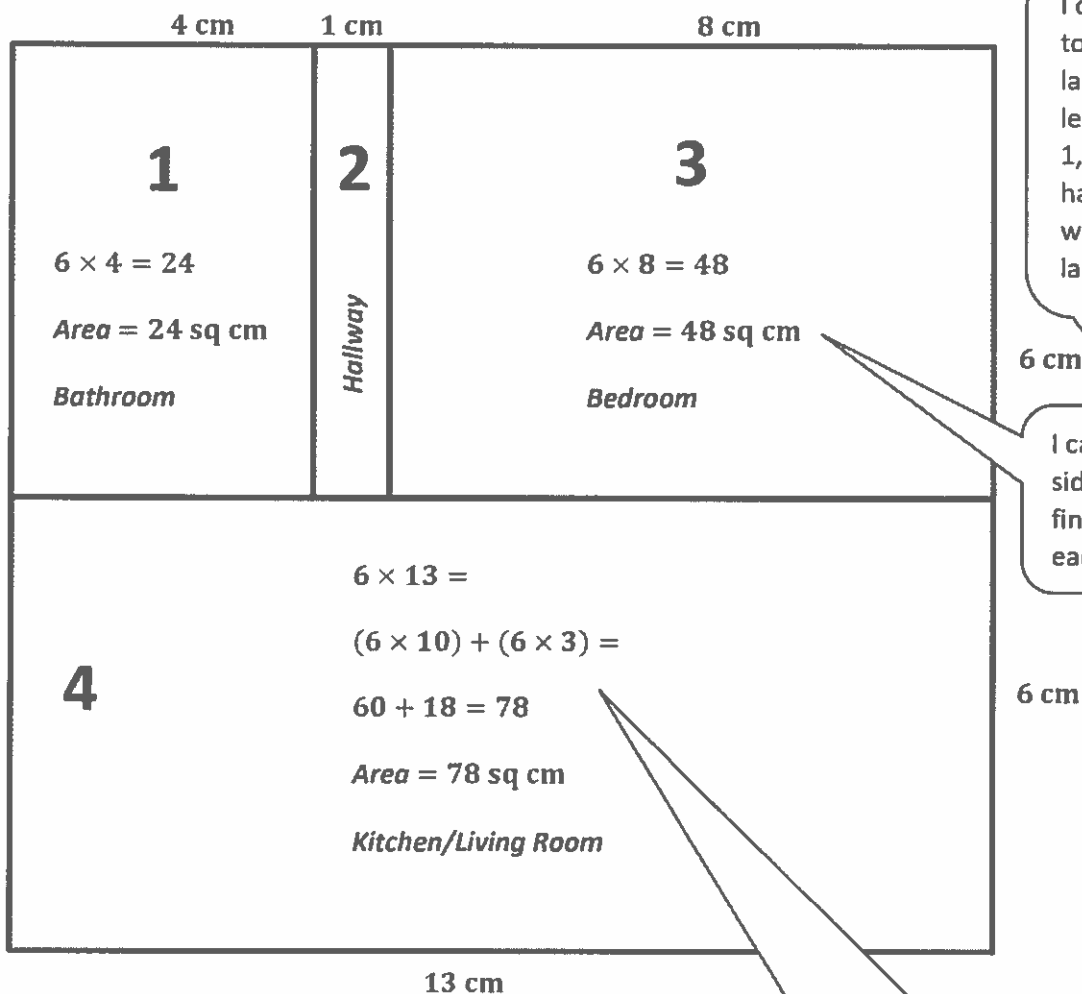 4 cm 1 cm 8 cm
1
6 × 4 = 24
Area = 24 sq cm
Bathroom
2
Hallway
3
6 × 8 = 48
Area = 48 sq cm
Bedroom
to
1,
6 cm
I
4
6 × 13 =
(6 × 10) + (6 × 3) =
60 + 18 = 78
Area = 78 sq cm
Kitchen/Living Room
6 cm
13 cm